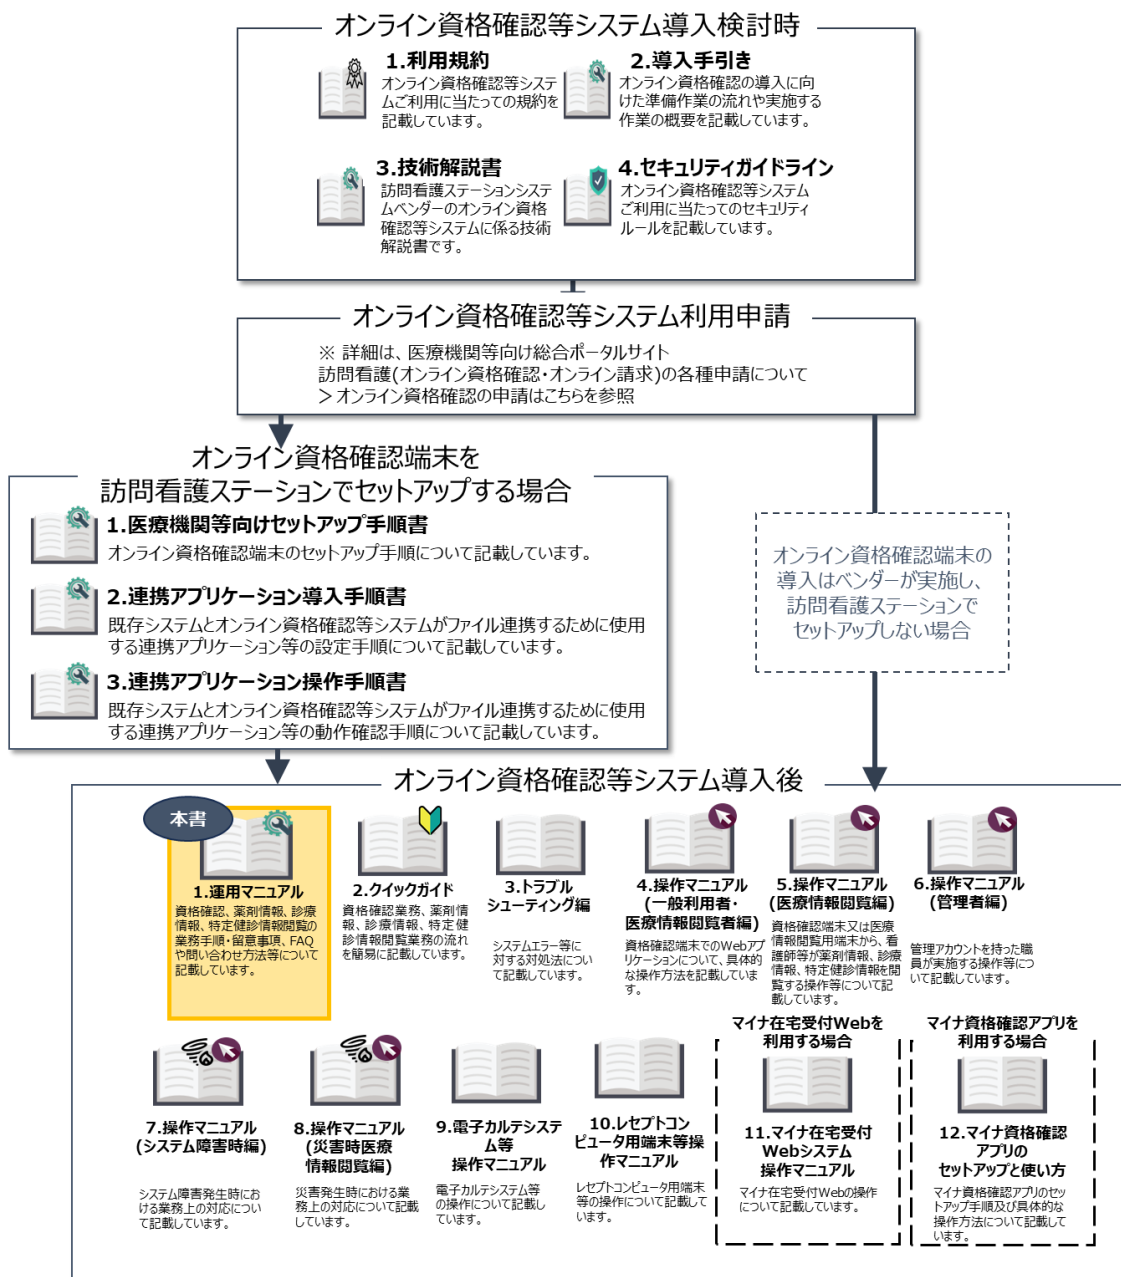 オンライン資格確認等システム導入検討時
1.利用規約
オンライン資格確認等システ
ムご利用に当たっての規約を
記載しています。
2.導入手引き
オンライン資格確認の導入に向
けた準備作業の流れや実施する
作業の概要を記載しています。
3.技術解説書
訪問看護ステーションシステ
ムベンダーのオンライン資格
確認等システムに係る技術
解説書です。
4.セキュリティガイドライン
オンライン資格確認等システム
ご利用に当たってのセキュリティ
ルールを記載しています。
オンライン資格確認等システム利用申請
※ 詳細は、医療機関等向け総合ポータルサイト
訪問看護(オンライン資格確認・オンライン請求)の各種申請について
＞オンライン資格確認の申請はこちらを参照
オンライン資格確認端末を
訪問看護ステーションでセットアップする場合
1.医療機関等向けセットアップ手順書
オンライン資格確認端末のセットアップ手順について記載しています。
2.連携アプリケーション導入手順書
既存システムとオンライン資格確認等システムがファイル連携するために使用
する連携アプリケーション等の設定手順について記載しています。
3.連携アプリケーション操作手順書
既存システムとオンライン資格確認等システムがファイル連携するために使用
する連携アプリケーション等の動作確認手順について記載しています。
オンライン資格確認端末の
導入はベンダーが実施し、
訪問看護ステーションで
セットアップしない場合
オンライン資格確認等システム導入後
本書
1.運用マニュアル
資格確認、薬剤情報、診療
情報、特定健診情報閲覧の
業務手順・留意事項、FAQ
や問い合わせ方法等について
記載しています。
2.クイックガイド
資格確認業務、薬剤情
報、診療情報、特定健
診情報閲覧業務の流れ
を簡易に記載しています。
3.トラブル
シューティング編
システムエラー等に
対する対処法につい
て記載しています。
4.操作マニュアル
(一般利用者・
医療情報閲覧者編)
資格確認端末でのWebアプ
リケーションについて、具体的
な操作方法を記載していま
す。
5.操作マニュアル
(医療情報閲覧編)
資格確認端末又は医療
情報閲覧用端末から、看
護師等が薬剤情報、診療
情報、特定健診情報を閲
覧する操作等について記
載しています。
6.操作マニュアル
(管理者編)
管理アカウントを持った職
員が実施する操作等につ
いて記載しています。
7.操作マニュアル
(システム障害時編)
システム障害発生時にお
ける業務上の対応につい
て記載しています。
8.操作マニュアル
(災害時医療
情報閲覧編)
災害発生時における業
務上の対応について記載
しています。
9.電子カルテシステ
ム等
操作マニュアル
電子カルテシステム等
の操作について記載し
ています。
10.レセプトコン
ピュータ用端末等操
作マニュアル
レセプトコンピュータ用端末
等の操作について記載して
います。
マイナ在宅受付Webを
利用する場合
11.マイナ在宅受付
Webシステム
操作マニュアル
マイナ在宅受付Webの操作
について記載しています。
マイナ資格確認アプリを
利用する場合
12.マイナ資格確認
アプリの
セットアップと使い方
マイナ資格確認アプリのセッ
トアップ手順及び具体的な
操作方法について記載して
います。